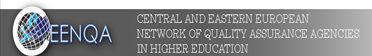 CEENQA
CENTRAL AND EASTERN EUROPEAN
NETWORK OF QUALITY ASSURANCE AGENCIES
IN HIGHER EDUCATION